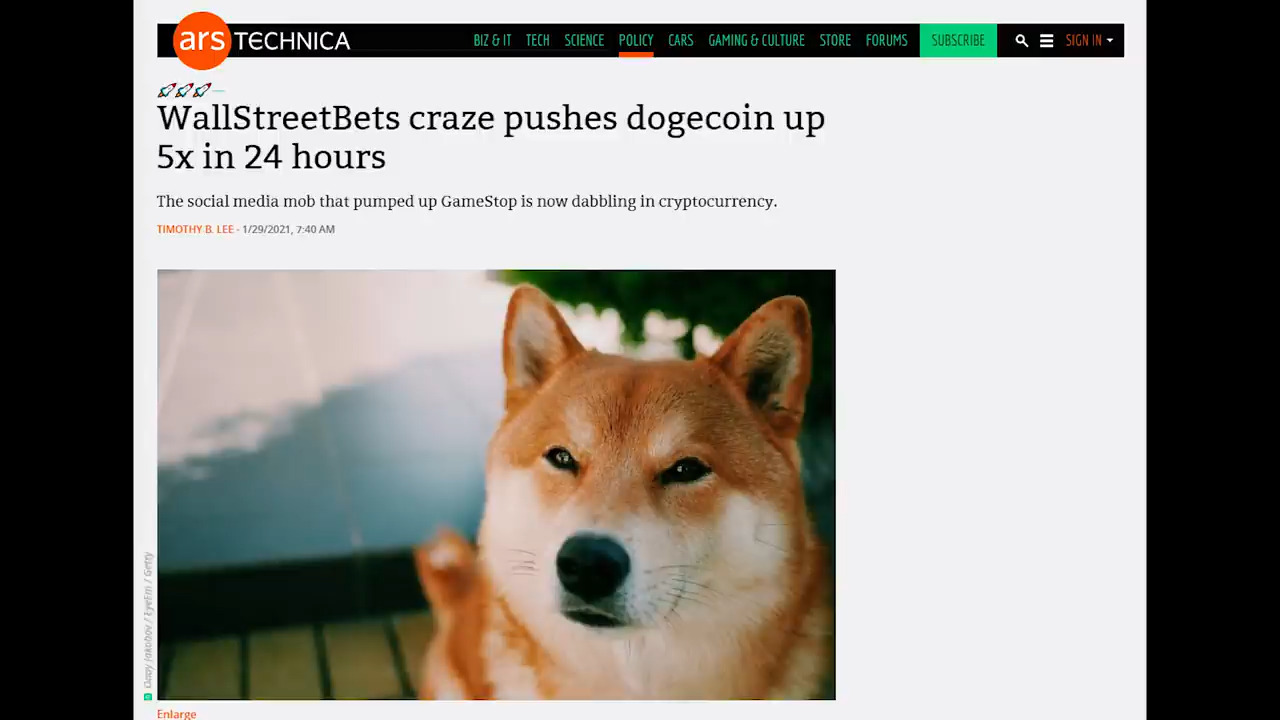 ars TECHNICA
BIZ & IT TECH SCIENCE POLICY CARS GAMING & CULTURE STORE FORUMS SUBSCRIBE SIGN IN
WallStreetBets craze pushes dogecoin up
5x in 24 hours
The social media mob that pumped up GameStop is now dabbling in cryptocurrency.
TIMOTHY B. LEE - 1/29/2021, 7:40 AM
/ EyeEm / Getty
Enlarge